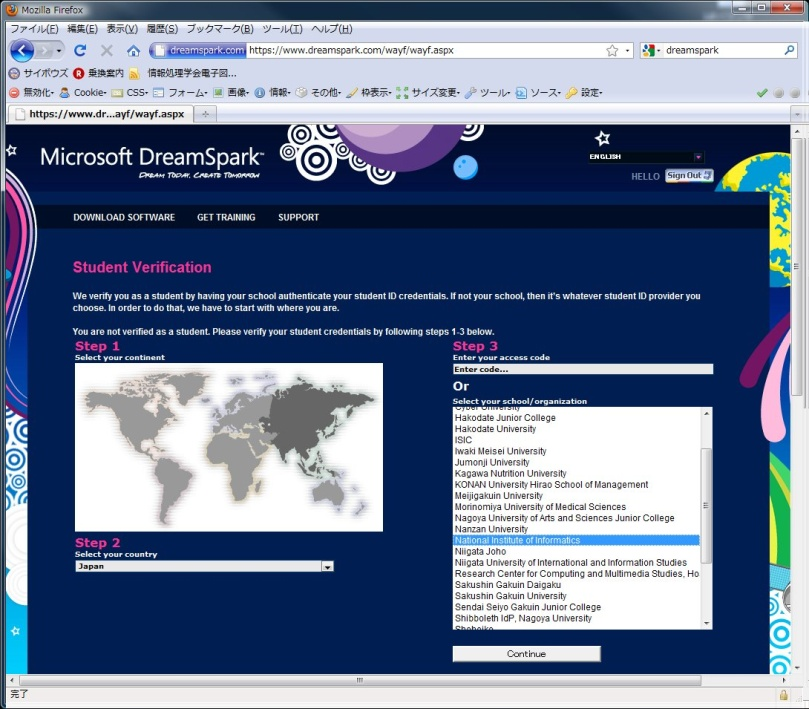 Mozilla Firefox
ファイル(F) 編集(E) 表示(V) 履歴(S) ブックマーク(B) ツール(T) ヘルプ(H)
dreamspark.com https://www.dreamspark.com/wayf/wayf.aspx dreamspark
サイボウズ 乗換案内 情報処理学会電子図...
無効化 Cookie CSS フォーム 画像 情報 その他 枠表示 サイズ変更 ツール ソース 設定
https://www.dr...ayf/wayf.aspx
Microsoft DreamSpark™
Dream Today. Create Tomorrow
ENGLISH
HELLO Sign Out
DOWNLOAD SOFTWARE GET TRAINING SUPPORT
Student Verification
We verify you as a student by having your school authenticate your student ID credentials. If not your school, then it's whatever student ID provider you
choose. In order to do that, we have to start with where you are.
You are not verified as a student. Please verify your student credentials by following steps 1-3 below.
Step 1
Select your continent
Step 2
Select your country
Japan
Step 3
Enter your access code
Enter code...
Or
Select your school/organization
Cyber University
Hakodate Junior College
Hakodate University
ISIC
Iwaki Meisei University
Jumonji University
Kagawa Nutrition University
KONAN University Hirao School of Management
Meijigakuin University
Morinomiya University of Medical Sciences
Nagoya University of Arts and Sciences Junior College
Nanzan University
National Institute of Informatics
Niigata Joho
Niigata University of International and Information Studies
Research Center for Computing and Multimedia Studies, Ho
Sakushin Gakuin Daigaku
Sakushin Gakuin University
Sendai Seiyo Gakuin Junior College
Shibboleth IdP, Nagoya University
Continue
完了